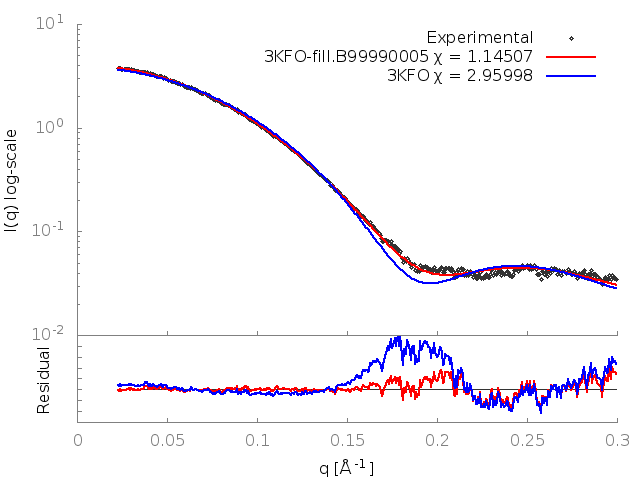 10^1
Experimental
3KFO-fill.B99990005 χ = 1.14507
3KFO χ = 2.95998
10^0
I(q) log-scale
10^-1
10^-2
Residual
0 0.05 0.1 0.15 0.2 0.25 0.3
q [Å^-1]